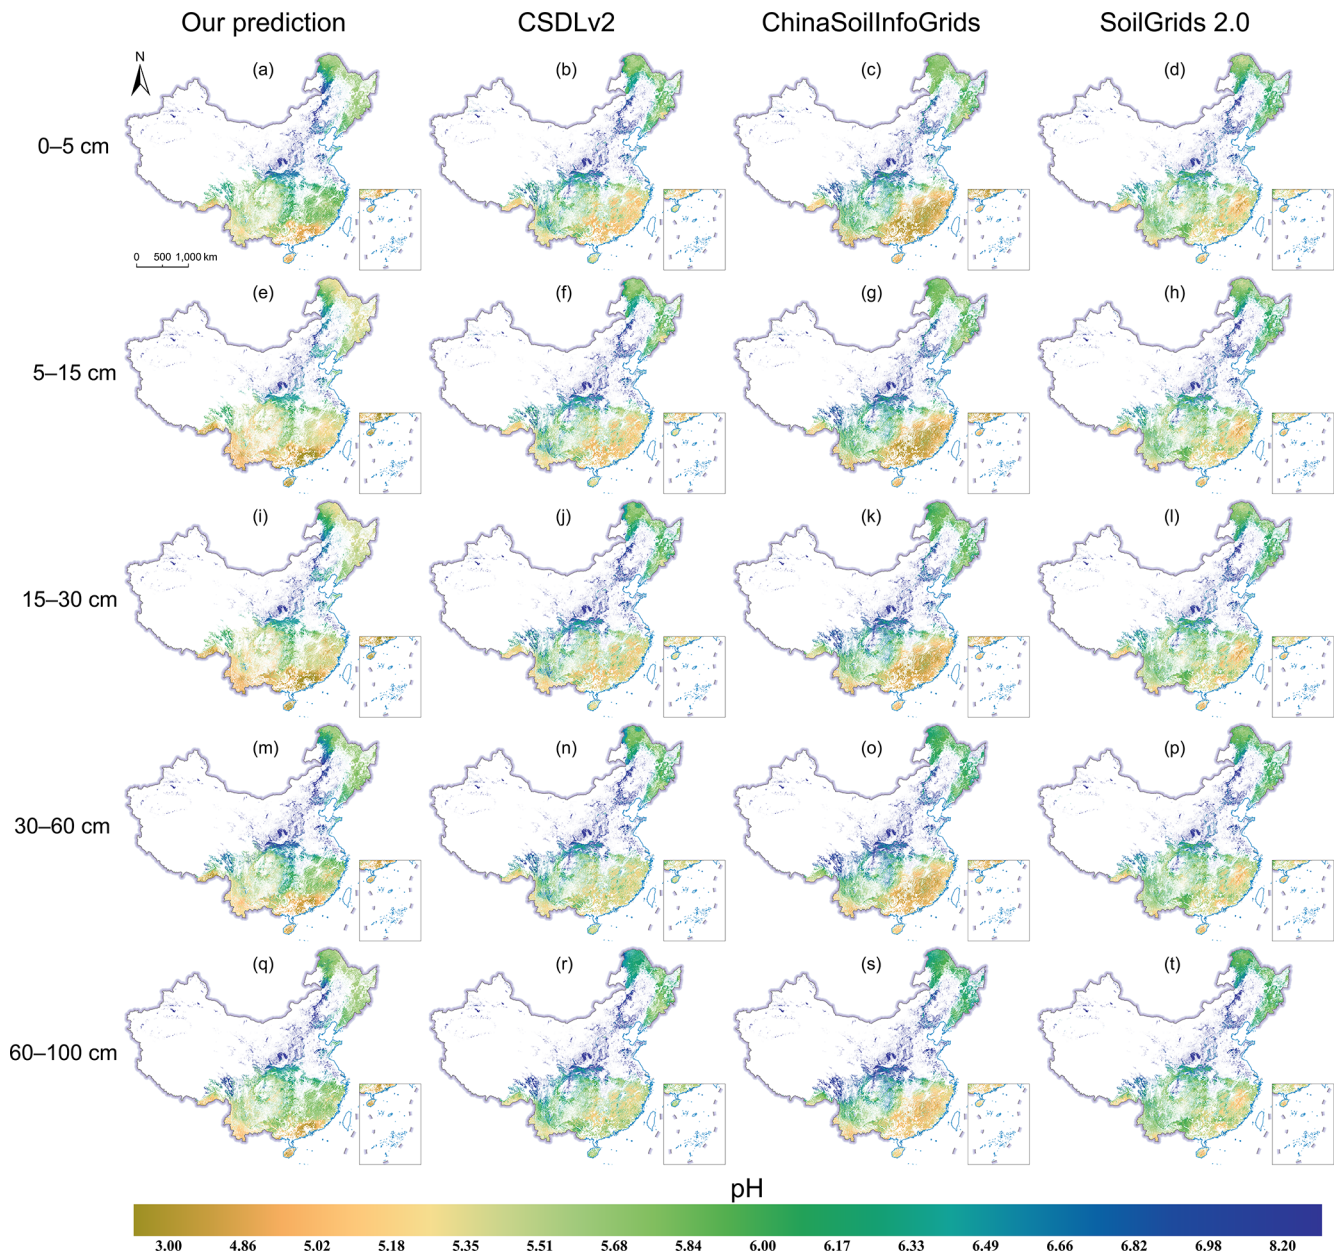 Our prediction CSDLv2 ChinaSoilInfoGrids SoilGrids 2.0
N
(a) (b) (c) (d)
0–5 cm
0 500 1,000 km
(e) (f) (g) (h)
5–15 cm
(i) (j) (k) (l)
15–30 cm
(m) (n) (o) (p)
30–60 cm
(q) (r) (s) (t)
60–100 cm
pH
3.00 4.86 5.02 5.18 5.35 5.51 5.68 5.84 6.00 6.17 6.33 6.49 6.66 6.82 6.98 8.20